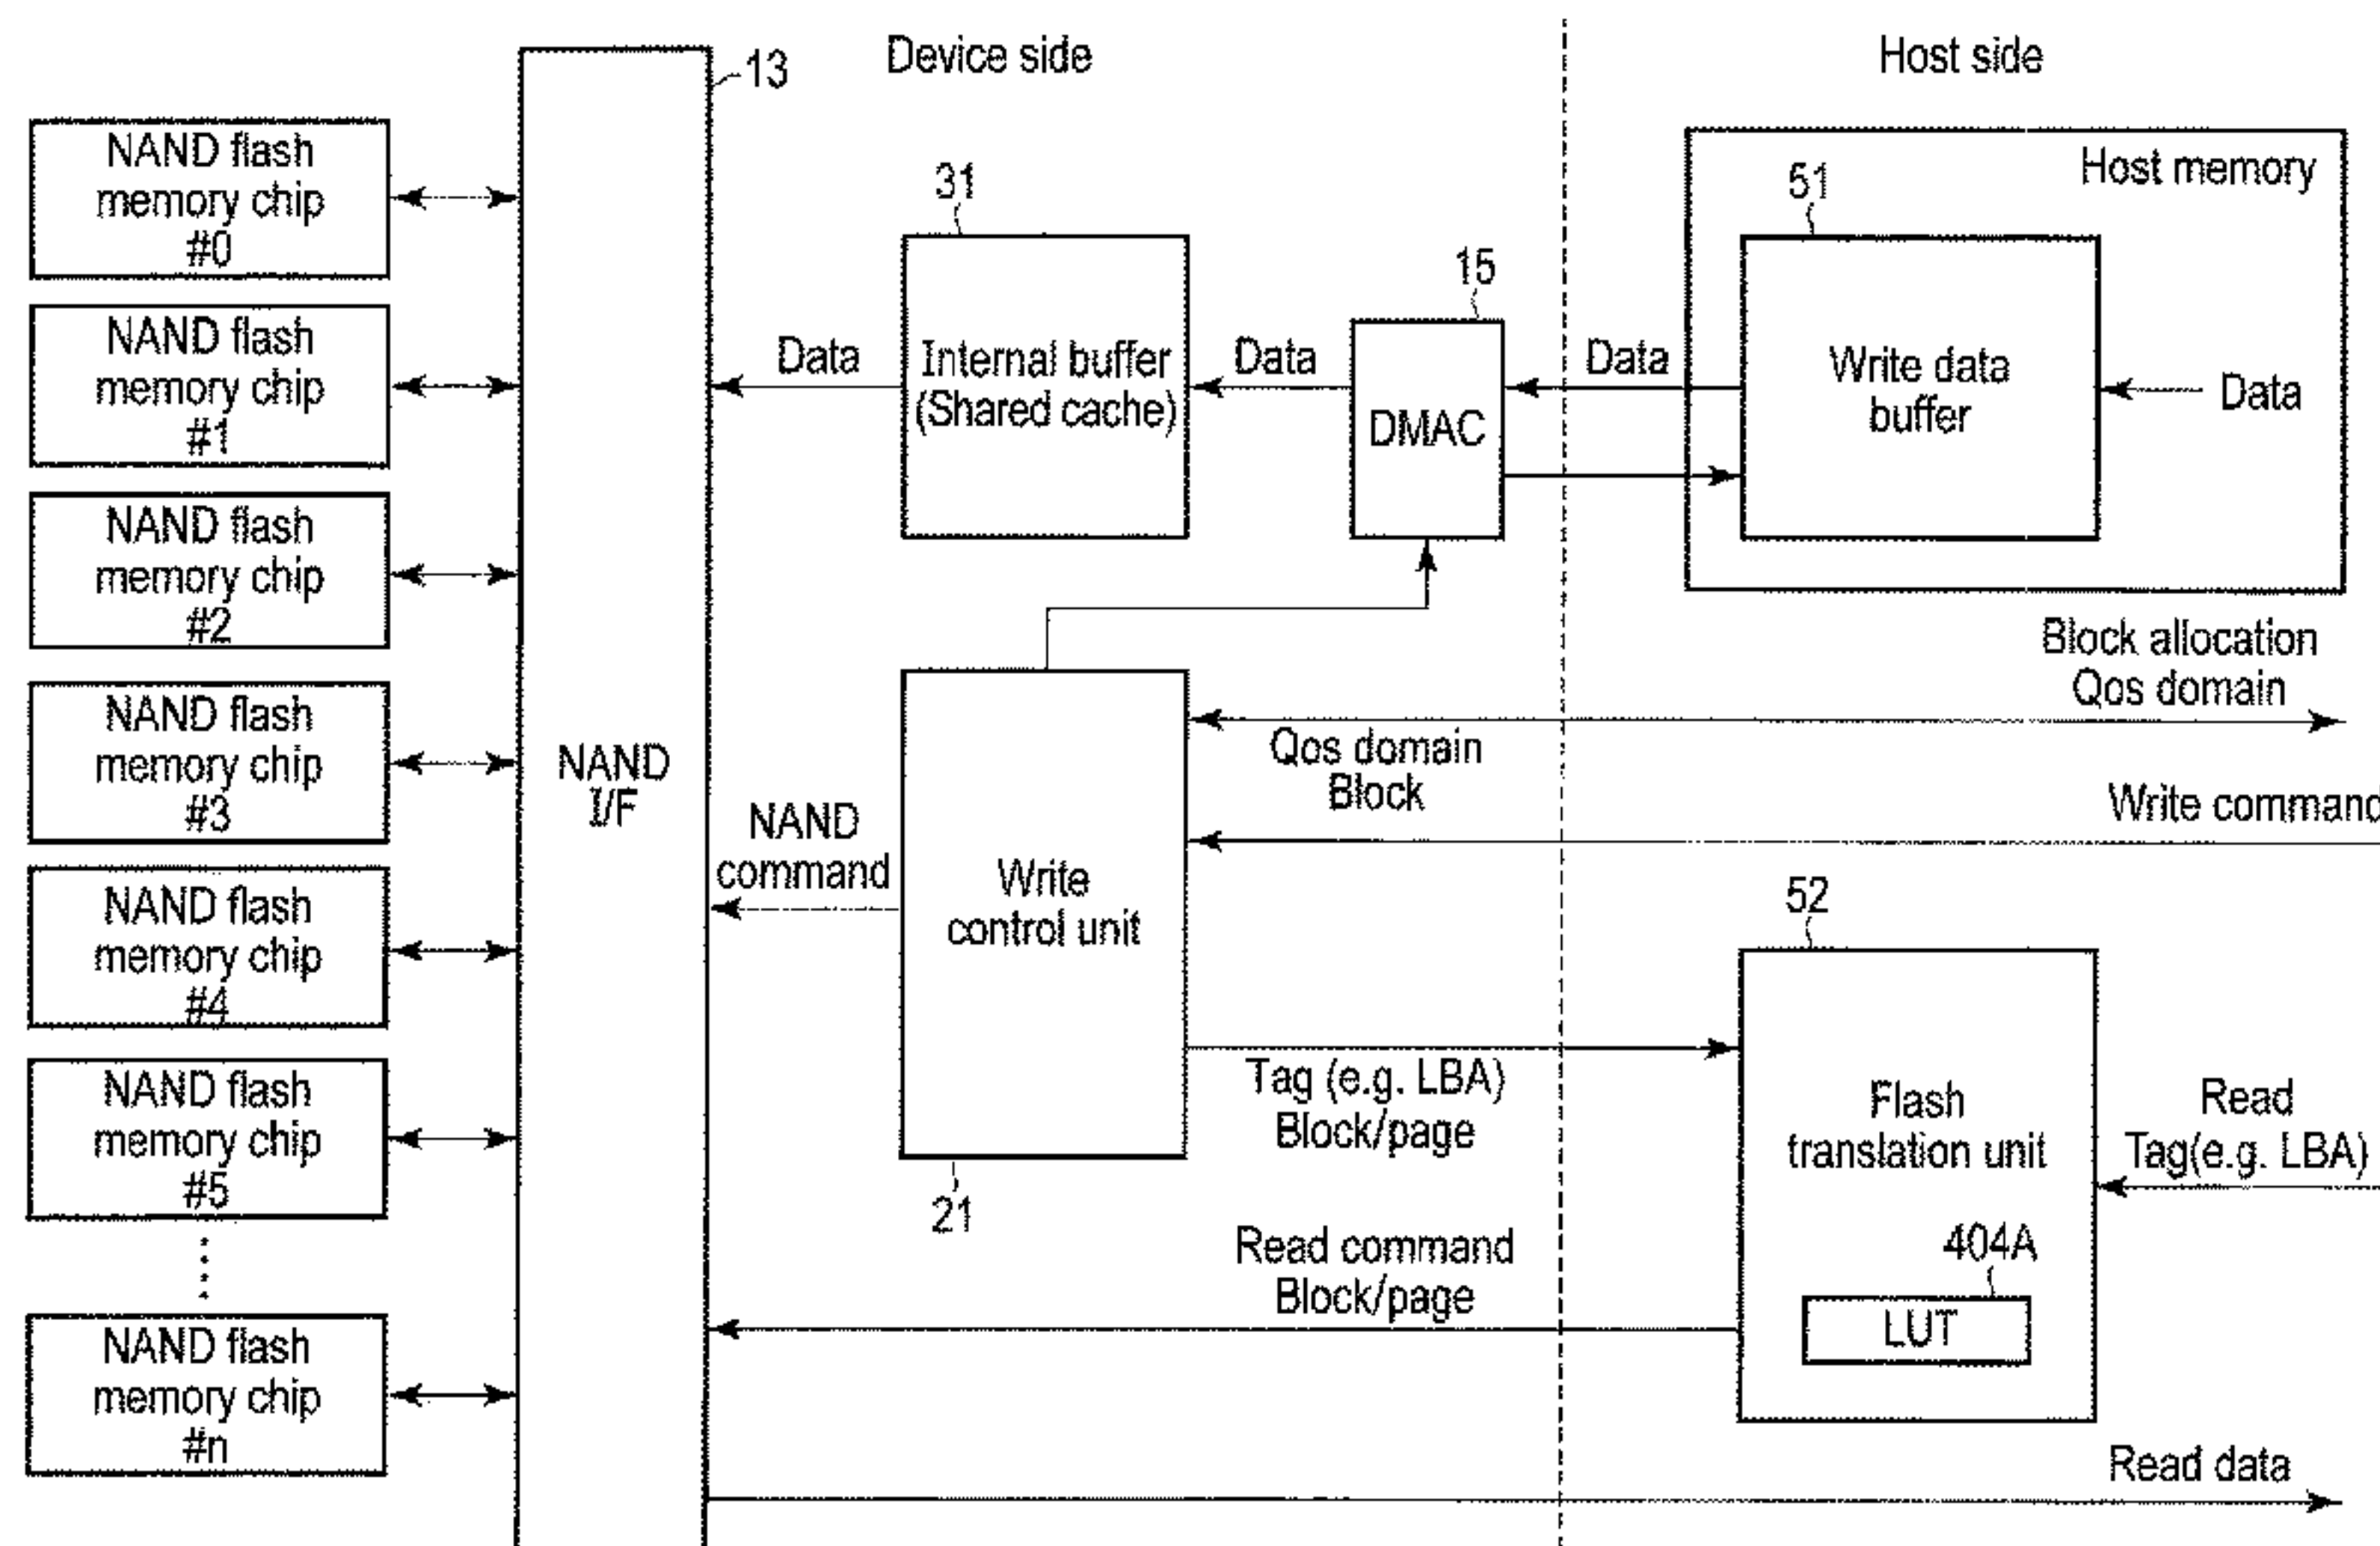 Device side
Host side
13
NAND flash
memory chip
#0
NAND flash
memory chip
#1
NAND flash
memory chip
#2
NAND flash
memory chip
#3
NAND flash
memory chip
#4
NAND flash
memory chip
#5
NAND flash
memory chip
#n
NAND
I/F
Data
31
Internal buffer
(Shared cache)
Data
15
DMAC
Data
Host memory
51
Write data
buffer
Data
Block allocation
Qos domain
Qos domain
Block
Write command
NAND
command
Write
control unit
21
Tag (e.g. LBA)
Block/page
52
Flash
translation unit
404A
LUT
Read
Tag(e.g. LBA)
Read command
Block/page
Read data